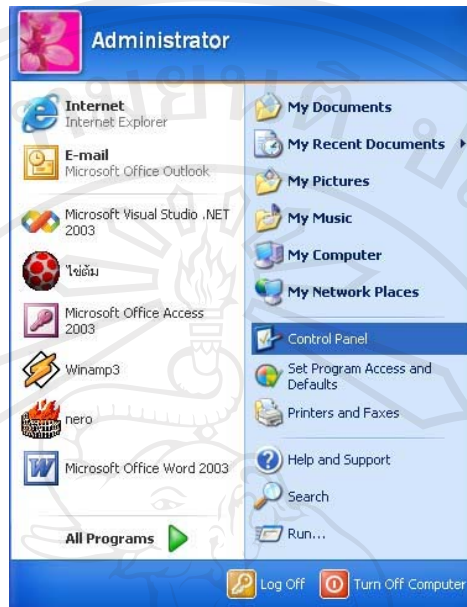 Administrator
Internet
Internet Explorer
E-mail
Microsoft Office Outlook
Microsoft Visual Studio .NET
2003
ไข่ต้ม
Microsoft Office Access
2003
Winamp3
nero
Microsoft Office Word 2003
All Programs
My Documents
My Recent Documents
My Pictures
My Music
My Computer
My Network Places
Control Panel
Set Program Access and
Defaults
Printers and Faxes
Help and Support
Search
Run...
Log Off
Turn Off Computer